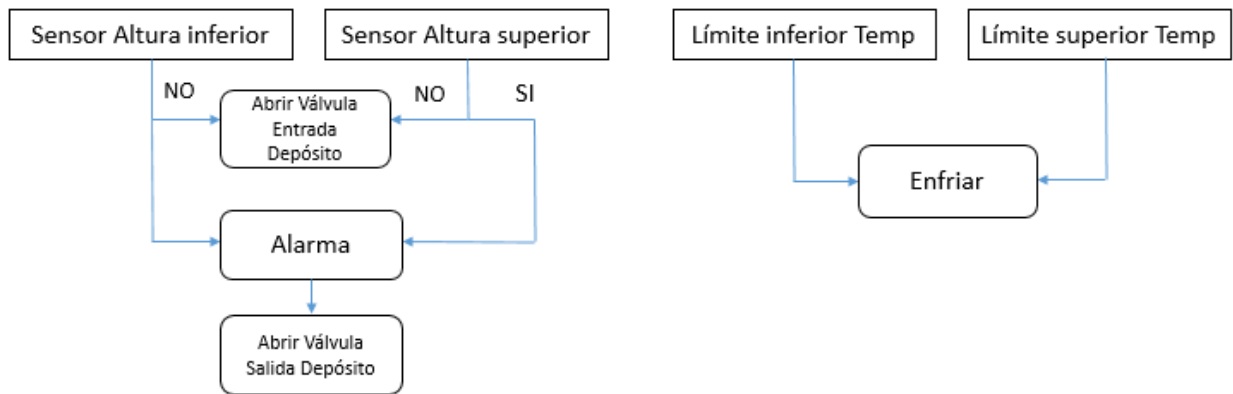 Sensor Altura inferior
Sensor Altura superior
Límite inferior Temp
Límite superior Temp
NO
NO
SI
Abrir Válvula
Entrada
Depósito
Enfriar
Alarma
Abrir Válvula
Salida Depósito